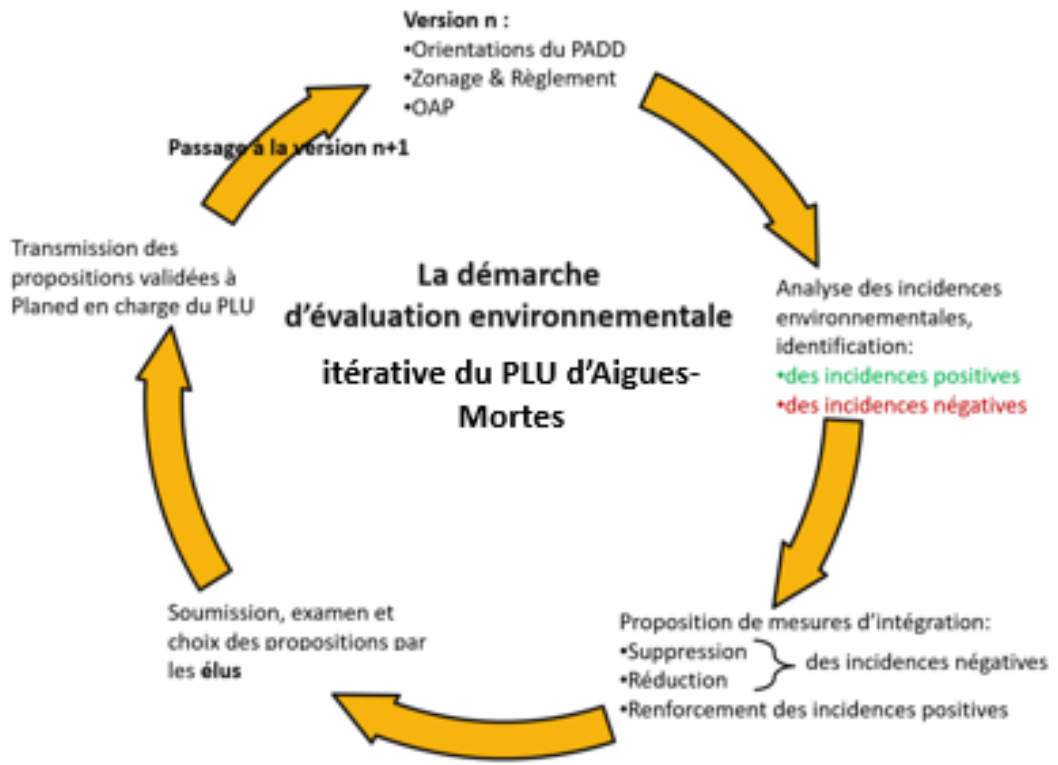 Version n :
•Orientations du PADD
•Zonage & Règlement
•OAP
Passage à la version n+1
Transmission des
propositions validées à
Planed en charge du PLU
La démarche
d'évaluation environnementale
itérative du PLU d'Aigues-
Mortes
Analyse des incidences
environnementales,
identification:
•des incidences positives
•des incidences négatives
Soumission, examen et
choix des propositions par
les élus
Proposition de mesures d'intégration:
•Suppression
•Réduction
des incidences négatives
•Renforcement des incidences positives